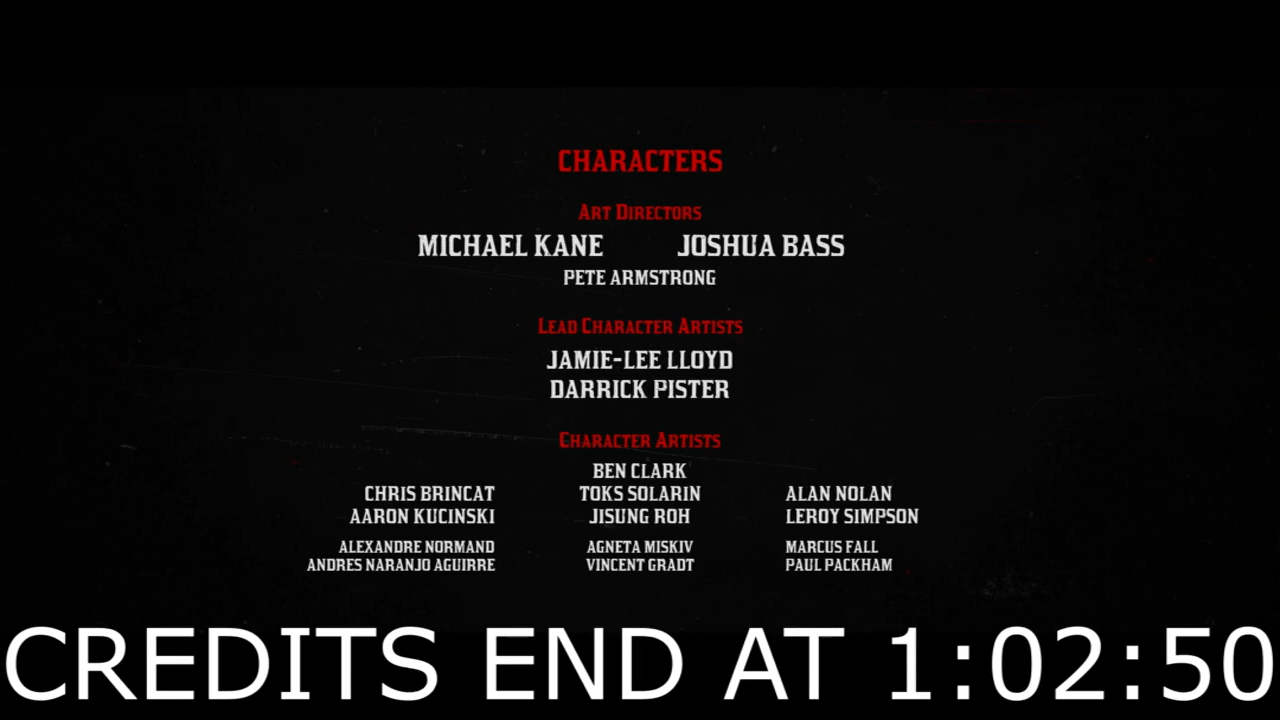 CHARACTERS
ART DIRECTORS
MICHAEL KANE JOSHUA BASS
PETE ARMSTRONG
LEAD CHARACTER ARTISTS
JAMIE-LEE LLOYD
DARRICK PISTER
CHARACTER ARTISTS
BEN CLARK
CHRIS BRINCAT TOKS SOLARIN ALAN NOLAN
AARON KUCINSKI JISUNG ROH LEROY SIMPSON
ALEXANDRE NORMAND AGNETA MISKIV MARCUS FALL
ANDRES NARANJO AGUIRRE VINCENT GRADT PAUL PACKHAM
CREDITS END AT 1:02:50